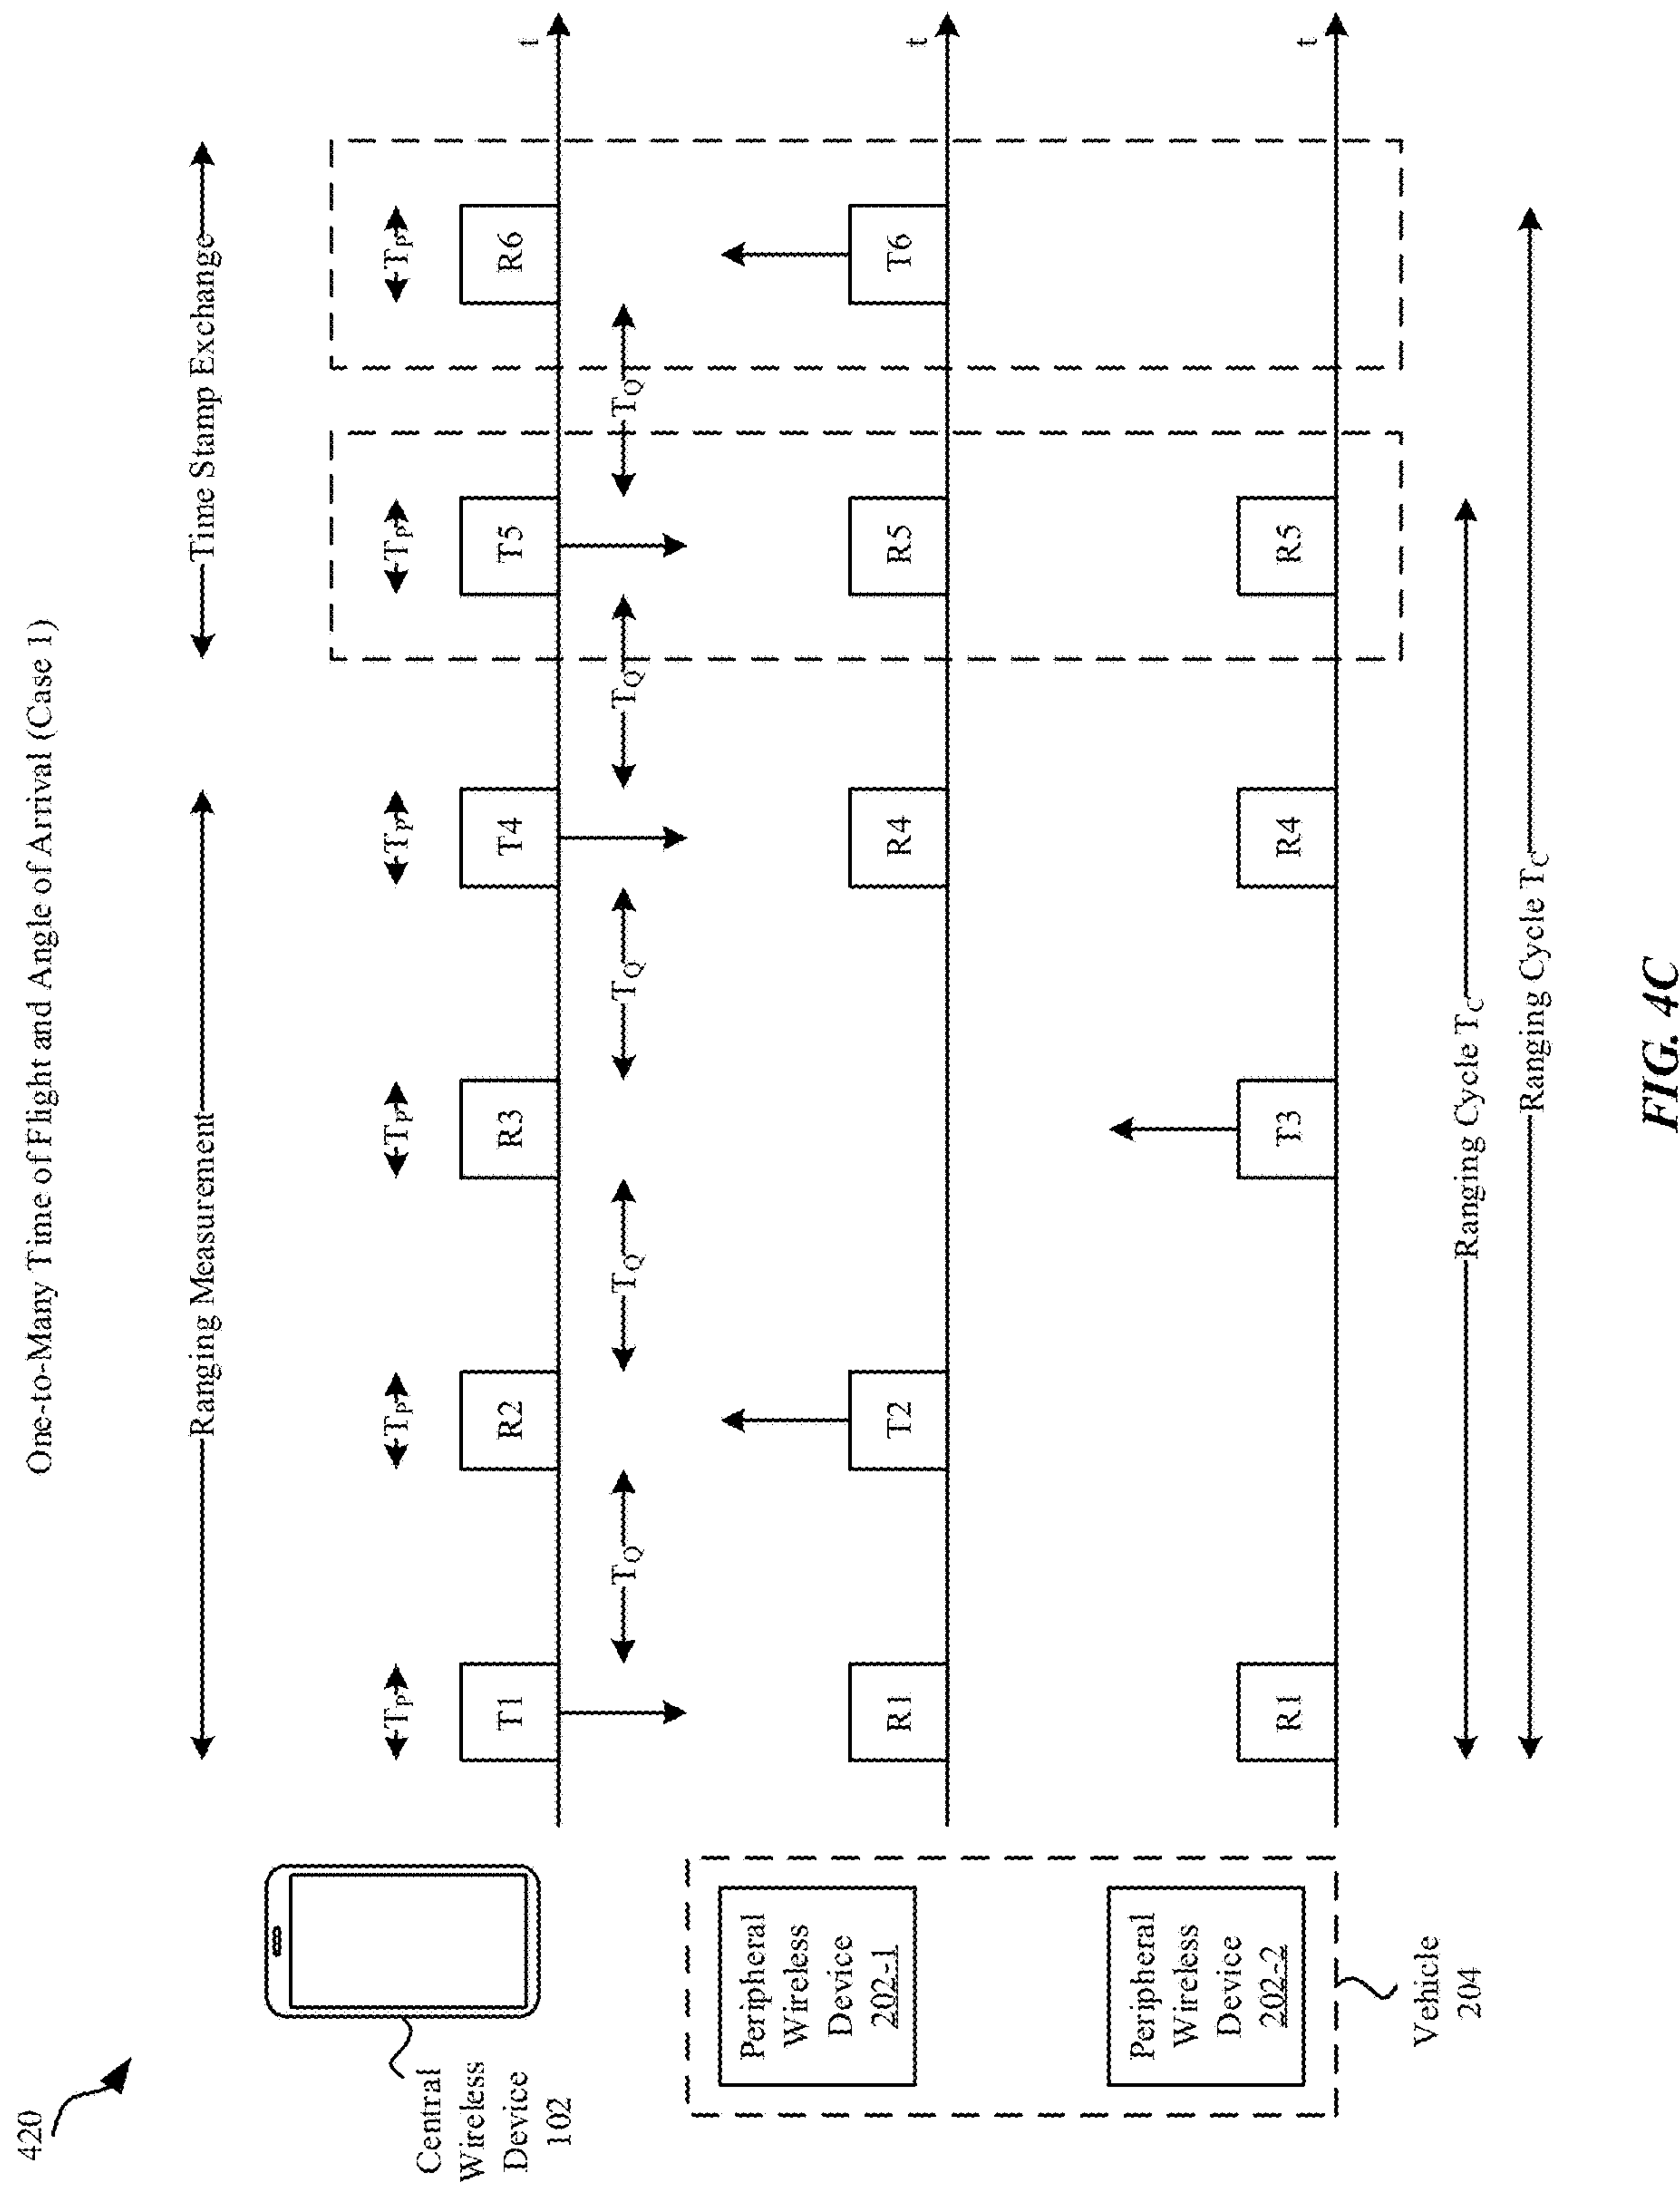 420
One-to-Many Time of Flight and Angle of Arrival (Case 1)
Ranging Measurement
Time Stamp Exchange
Central
Wireless
Device
102
TP
TP
TP
TP
TP
TP
T1
R2
R3
T4
T5
R6
t
TQ
TQ
TQ
TQ
TQ
Peripheral
Wireless
Device
202-1
R1
T2
R4
R5
T6
t
Peripheral
Wireless
Device
202-2
R1
T3
R4
R5
t
Vehicle
204
Ranging Cycle TC
Ranging Cycle TC
FIG. 4C